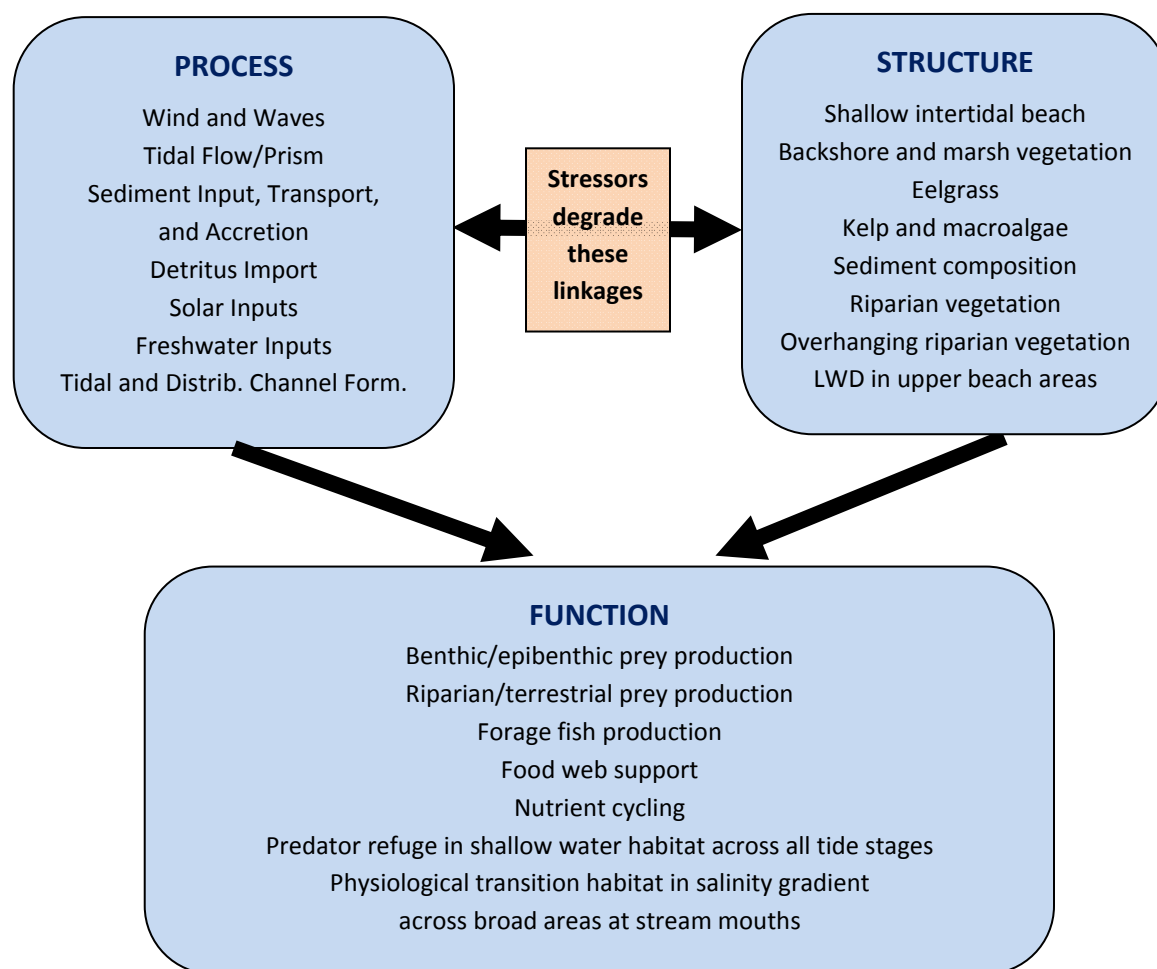 PROCESS
Wind and Waves
Tidal Flow/Prism
Sediment Input, Transport,
and Accretion
Detritus Import
Solar Inputs
Freshwater Inputs
Tidal and Distrib. Channel Form.
Stressors
degrade
these
linkages
STRUCTURE
Shallow intertidal beach
Backshore and marsh vegetation
Eelgrass
Kelp and macroalgae
Sediment composition
Riparian vegetation
Overhanging riparian vegetation
LWD in upper beach areas
FUNCTION
Benthic/epibenthic prey production
Riparian/terrestrial prey production
Forage fish production
Food web support
Nutrient cycling
Predator refuge in shallow water habitat across all tide stages
Physiological transition habitat in salinity gradient
across broad areas at stream mouths